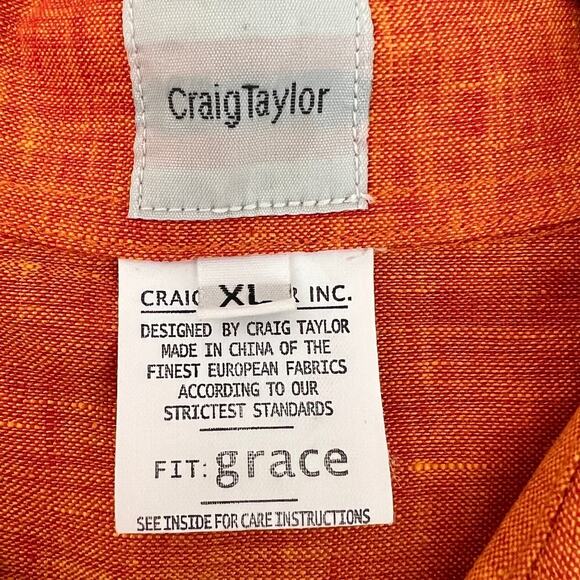 CraigTaylor
XL
CRAIG R INC.
DESIGNED BY CRAIG TAYLOR
MADE IN CHINA OF THE
FINEST EUROPEAN FABRICS
ACCORDING TO OUR
STRICTEST STANDARDS
FIT: grace
SEE INSIDE FOR CARE INSTRUCTIONS